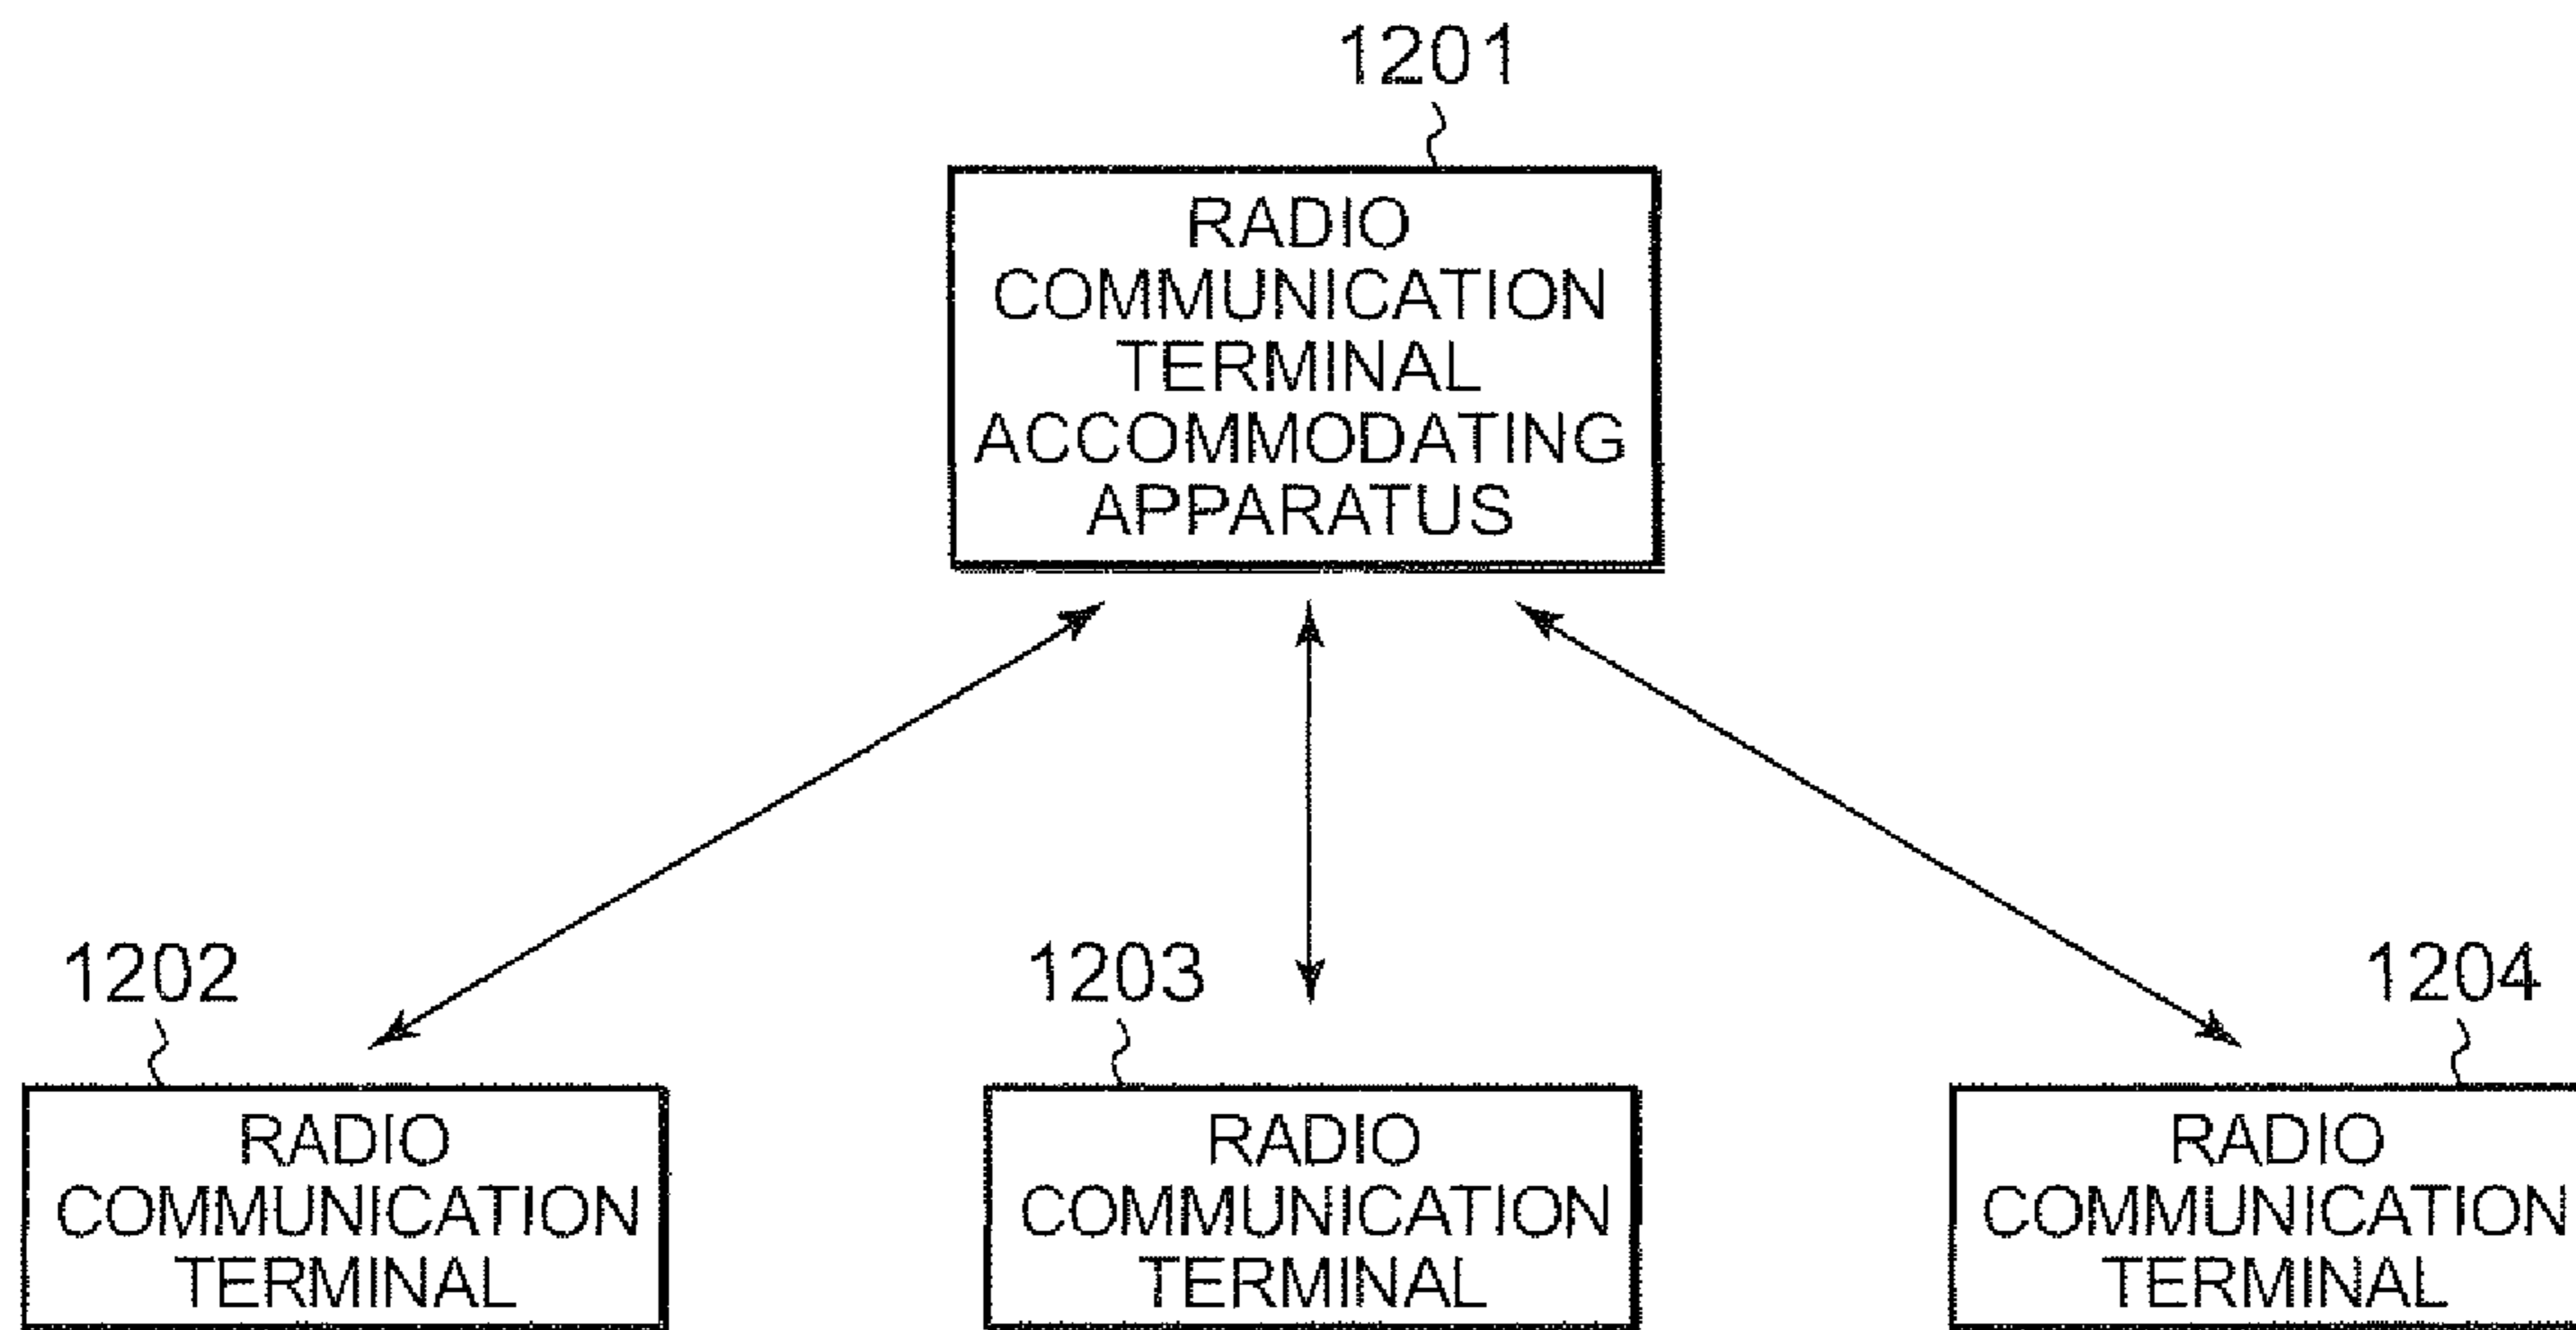 1201
RADIO
COMMUNICATION
TERMINAL
ACCOMMODATING
APPARATUS
1202
RADIO
COMMUNICATION
TERMINAL
1203
RADIO
COMMUNICATION
TERMINAL
1204
RADIO
COMMUNICATION
TERMINAL